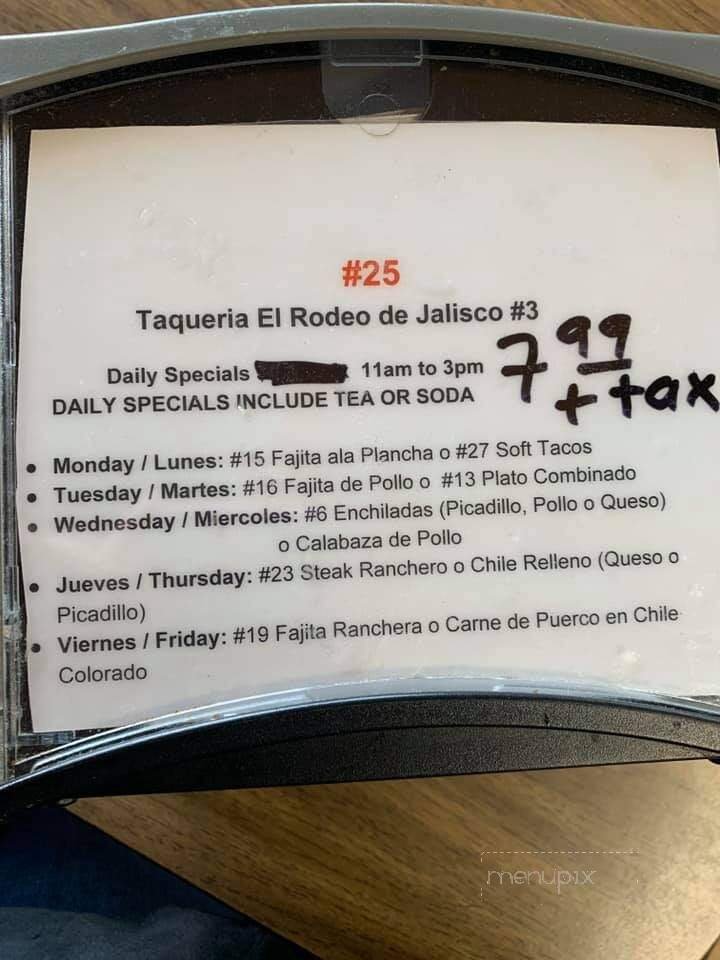 #25
Taqueria El Rodeo de Jalisco #3
Daily Specials 11am to 3pm 7 99
DAILY SPECIALS INCLUDE TEA OR SODA + tax
Monday / Lunes: #15 Fajita ala Plancha o #27 Soft Tacos
Tuesday / Martes: #16 Fajita de Pollo o #13 Plato Combinado
Wednesday / Miercoles: #6 Enchiladas (Picadillo, Pollo o Queso)
o Calabaza de Pollo
Jueves / Thursday: #23 Steak Ranchero o Chile Relleno (Queso o
Picadillo)
Viernes / Friday: #19 Fajita Ranchera o Carne de Puerco en Chile
Colorado
menupix